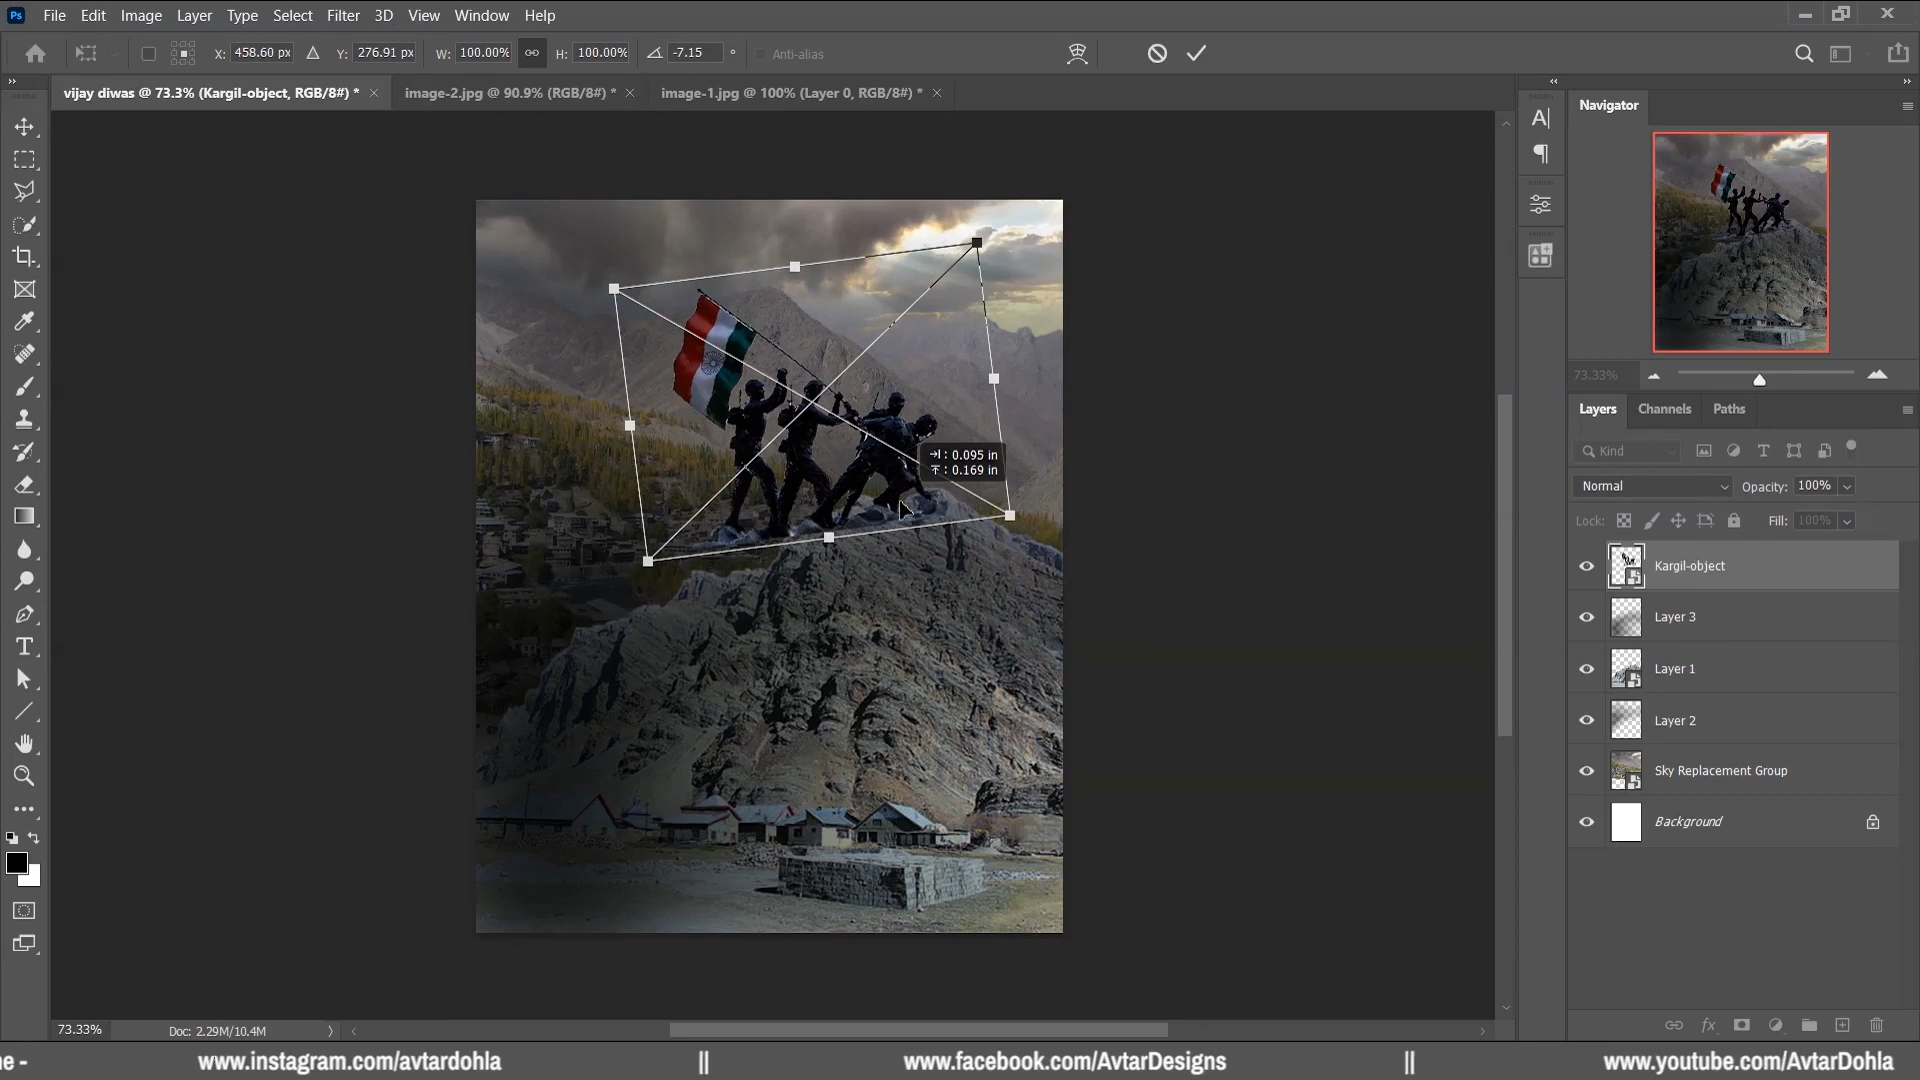 Ps File Edit Image Layer Type Select Filter 3D View Window Help
X: 458.60 px Y: 276.91 px W: 100.00% H: 100.00% -7.15 ° Anti-alias
vijay diwas @ 73.3% (Kargil-object, RGB/8#) * image-2.jpg @ 90.9% (RGB/8#) * image-1.jpg @ 100% (Layer 0, RGB/8#) *
Navigator
73.33%
Layers Channels Paths
Kind
Normal Opacity: 100%
Lock: Fill: 100%
Kargil-object
Layer 3
Layer 1
Layer 2
Sky Replacement Group
Background
: 0.095 in
: 0.169 in
73.33% Doc: 2.29M/10.4M
ne - www.instagram.com/avtardohla || www.facebook.com/AvtarDesigns || www.youtube.com/AvtarDohla